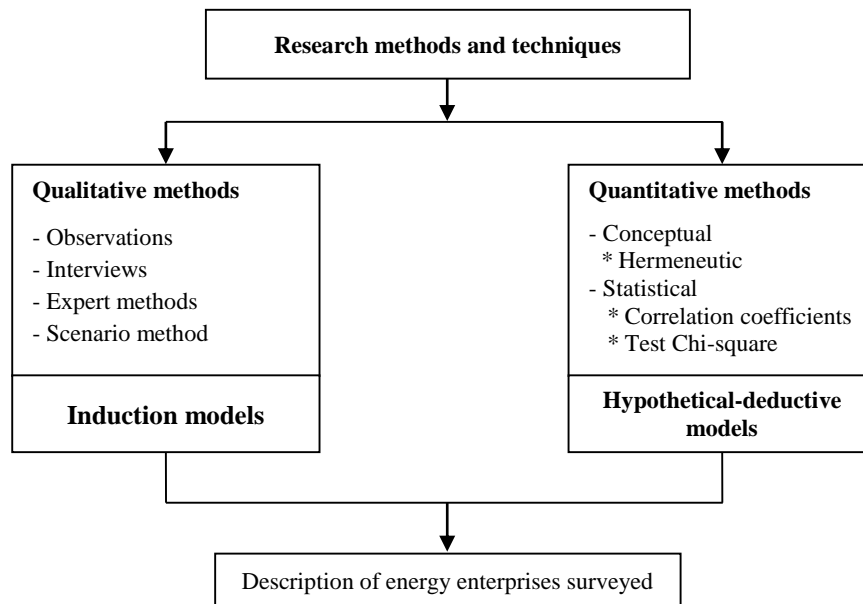 Research methods and techniques
Qualitative methods
- Observations
- Interviews
- Expert methods
- Scenario method
Induction models
Quantitative methods
- Conceptual
* Hermeneutic
- Statistical
* Correlation coefficients
* Test Chi-square
Hypothetical-deductive
models
Description of energy enterprises surveyed